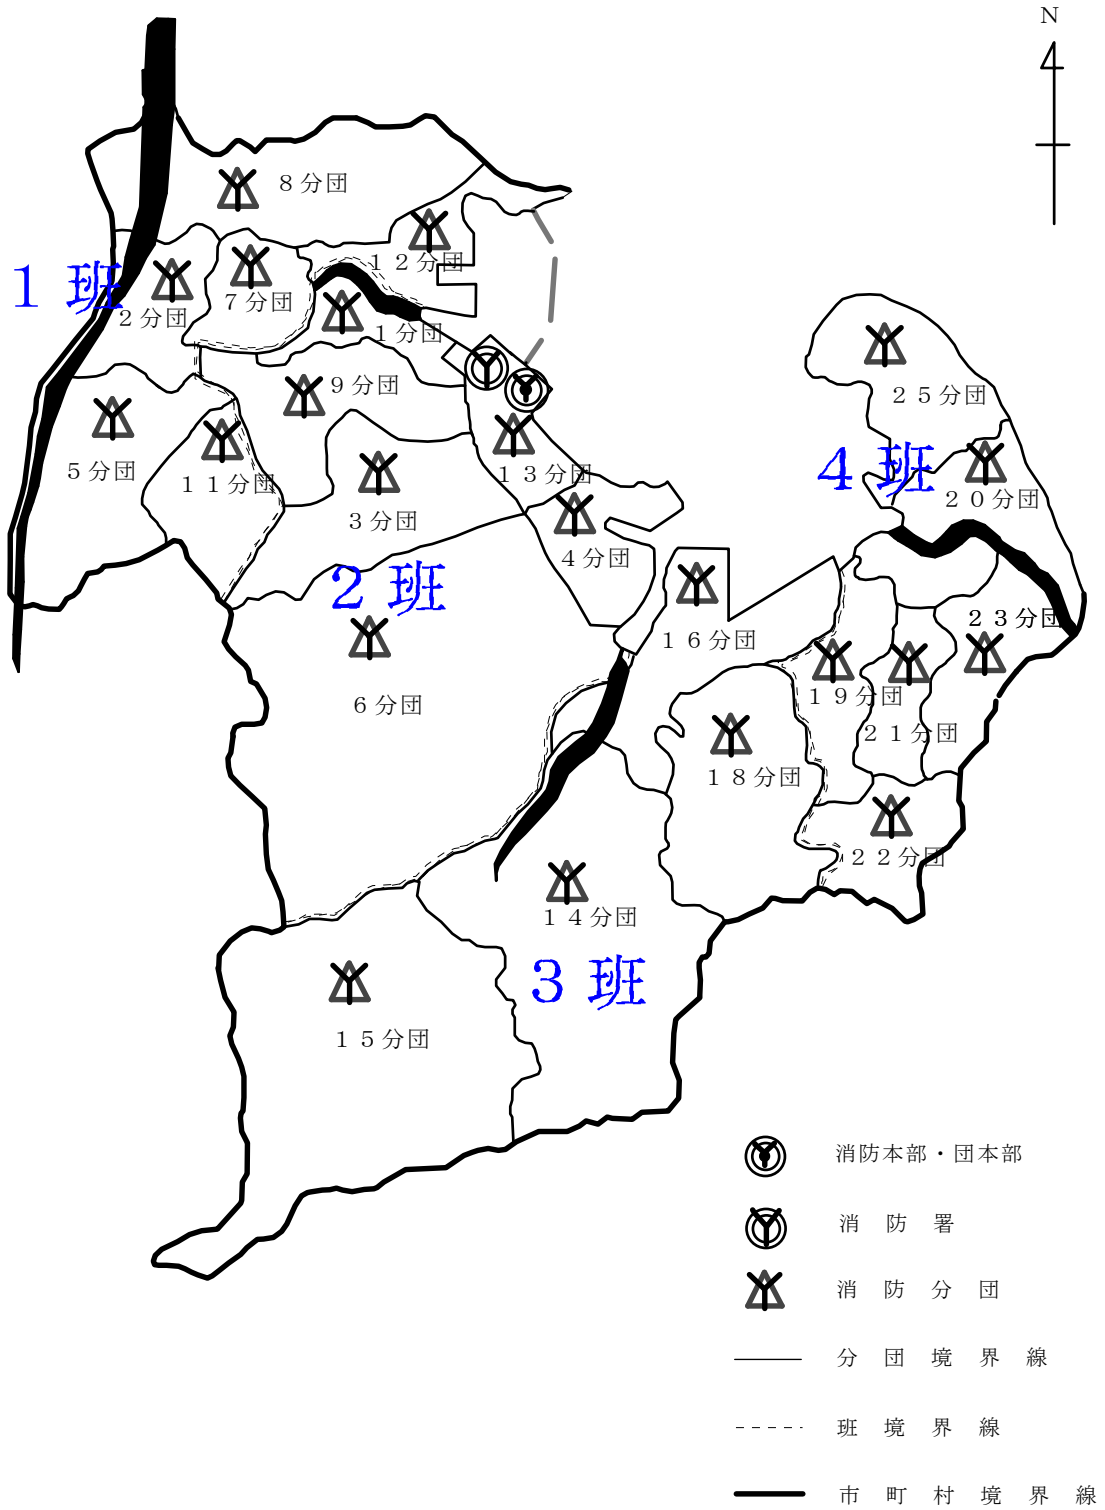 N
８分団
１２分団
１班
２分団
７分団
１分団
９分団
２５分団
５分団
１１分団
１３分団
４班
２０分団
３分団
４分団
２班
２３分団
１６分団
６分団
１９分団
２１分団
１８分団
２２分団
１４分団
３班
１５分団
消防本部・団本部
消防署
消防分団
分団境界線
班境界線
市町村境界線